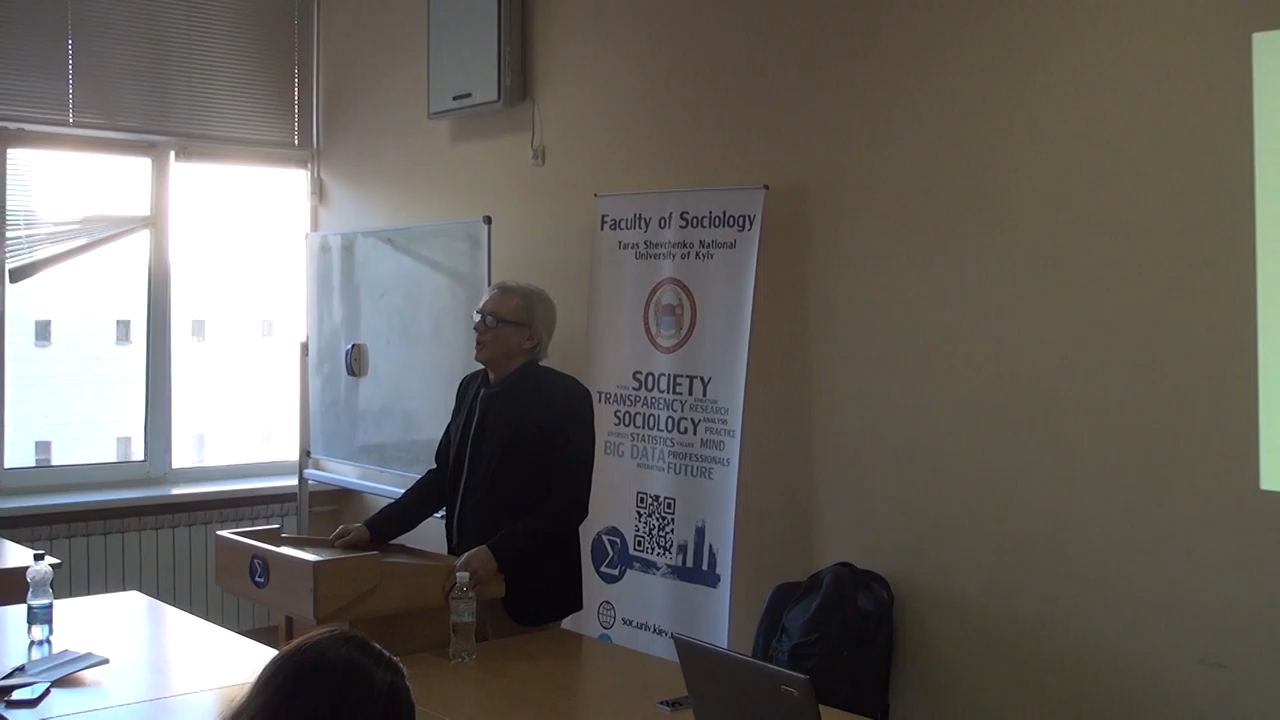 Faculty of Sociology
Taras Shevchenko National
University of Kyiv
SOCIETY
TRANSPARENCY
RESEARCH
SOCIOLOGY
ANALYSIS
PRACTICE
STATISTICS
MIND
BIG DATA
PROFESSIONALS
INTERACTION
FUTURE
Σ
Σ
soc.univ.kiev.